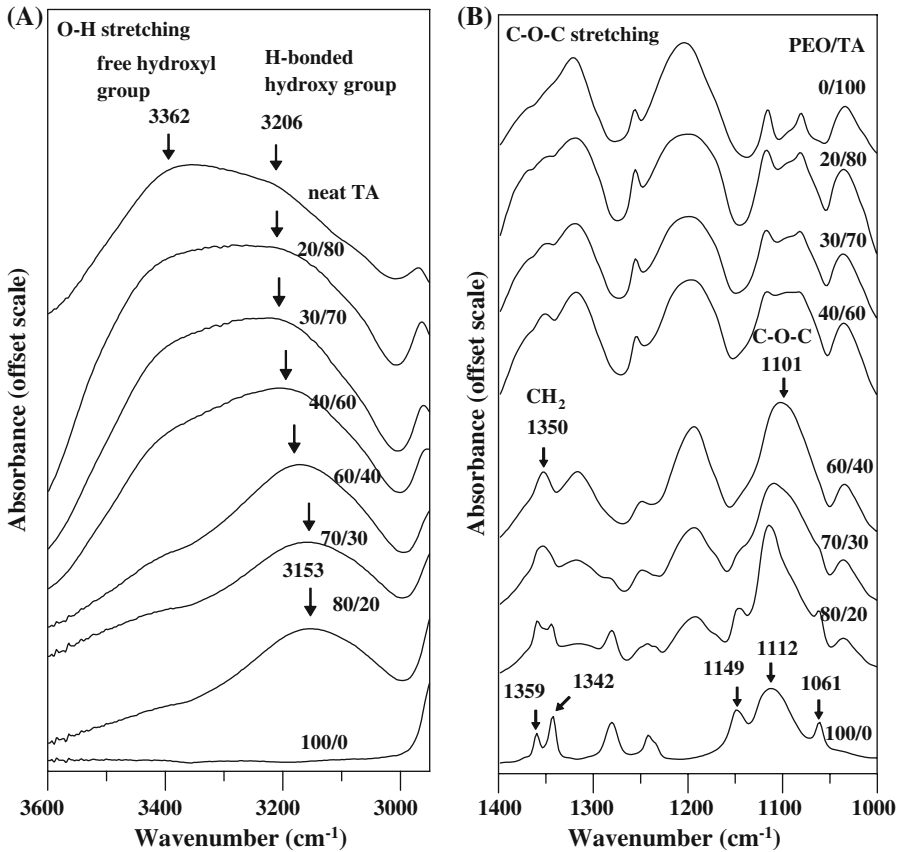 (A)
O-H stretching
free hydroxyl
group
3362
H-bonded
hydroxy group
3206
neat TA
20/80
30/70
40/60
60/40
70/30
3153
80/20
100/0
Absorbance (offset scale)
3600
3400
3200
3000
Wavenumber (cm⁻¹)
(B)
C-O-C stretching
PEO/TA
0/100
20/80
30/70
40/60
C-O-C
1101
CH₂
1350
60/40
70/30
80/20
1359
1342
1149
1112
1061
100/0
Absorbance (offset scale)
1400
1300
1200
1100
1000
Wavenumber (cm⁻¹)